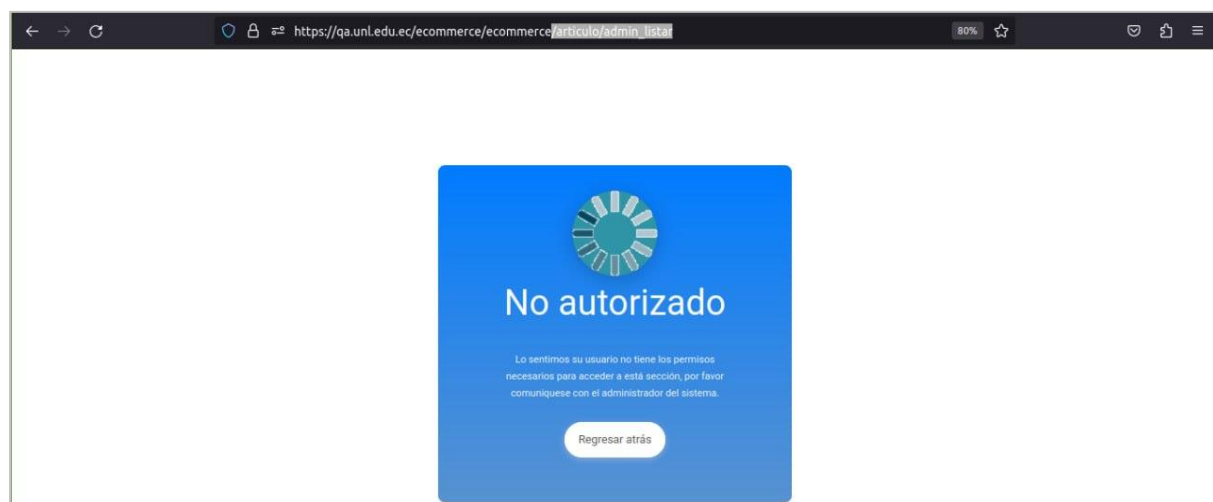 https://qa.unl.edu.ec/ecommerce/ecommerce/articulo/admin_listar
80%
No autorizado
Lo sentimos su usuario no tiene los permisos
necesarios para acceder a está sección, por favor
comuniquese con el administrador del sistema.
Regresar atrás